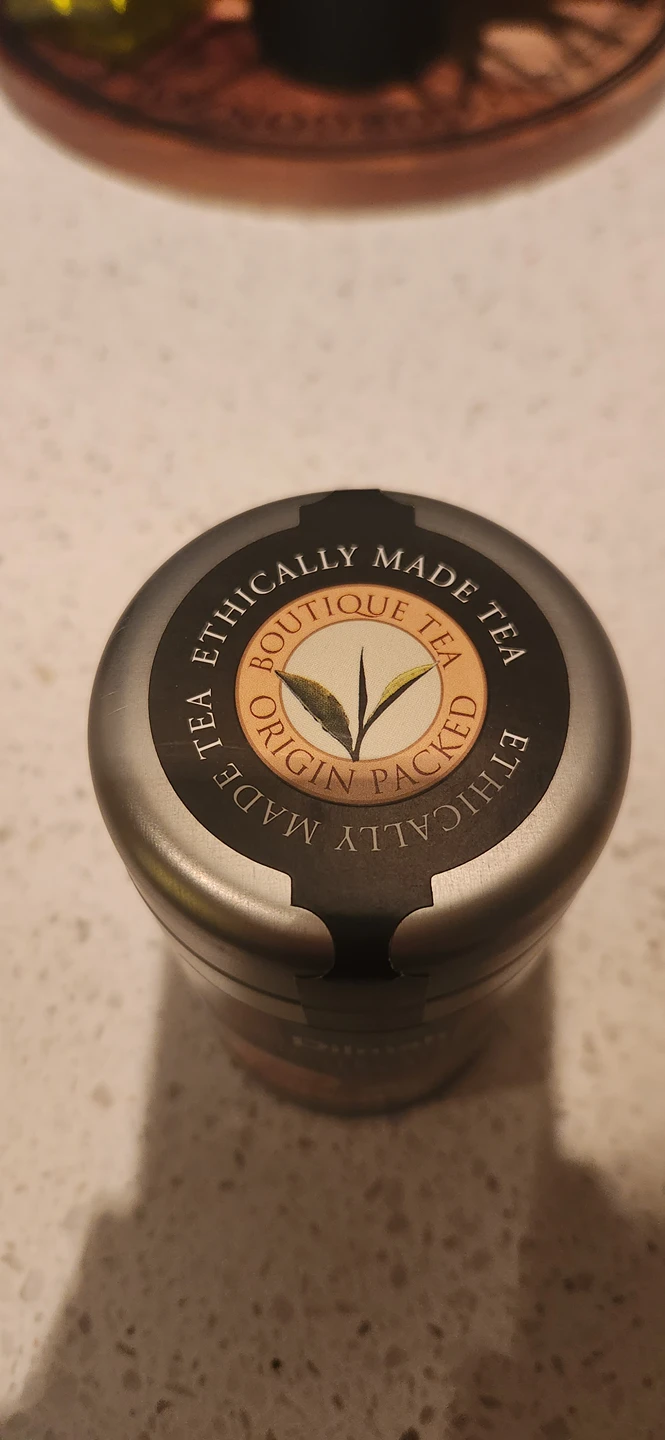 ETHICALLY MADE TEA
ETHICALLY MADE TEA
BOUTIQUE TEA
ORIGIN PACKED